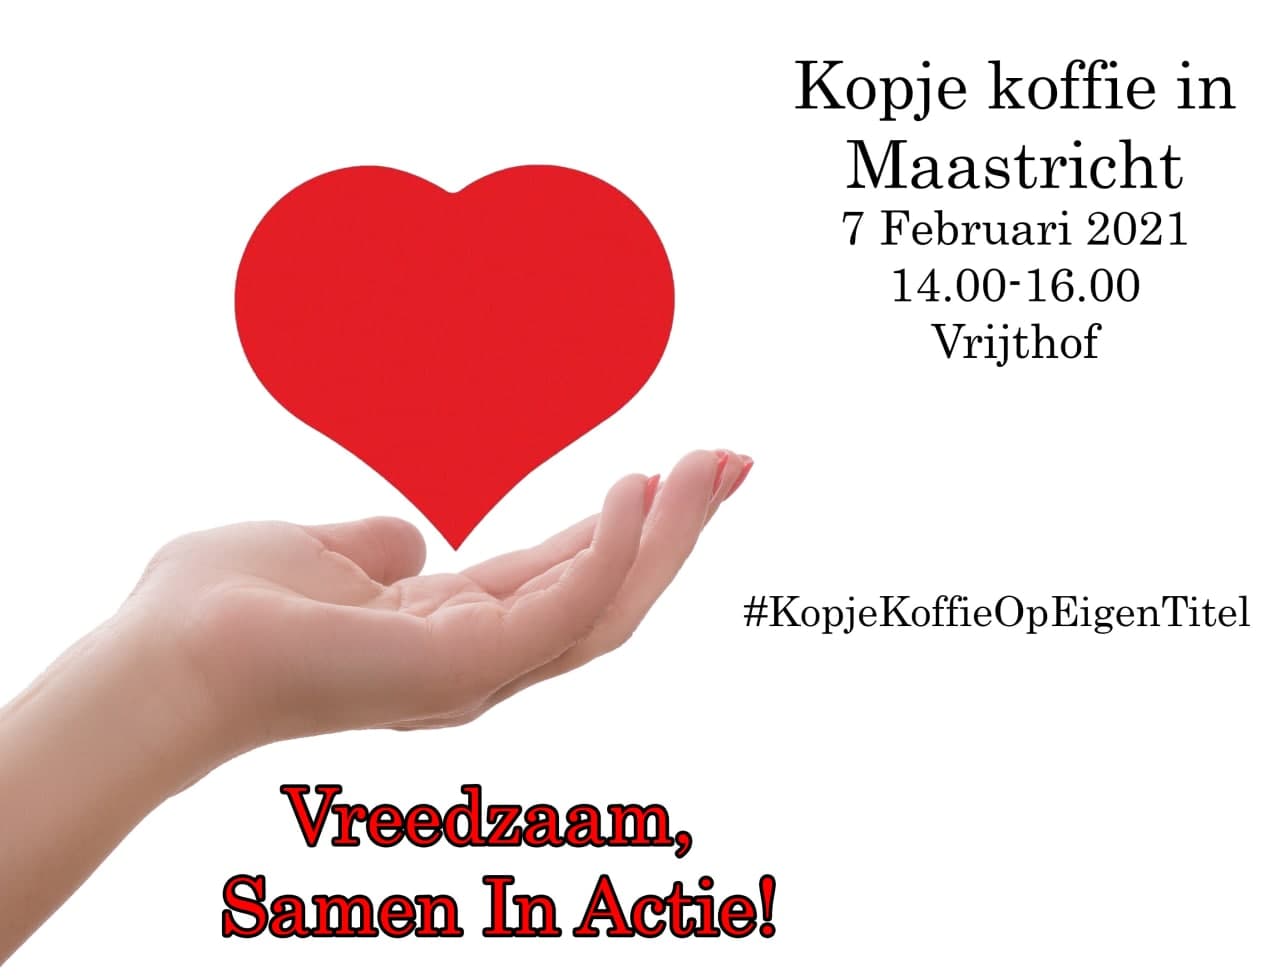 Kopje koffie in
Maastricht
7 Februari 2021
14.00-16.00
Vrijthof
#KopjeKoffieOpEigenTitel
Vreedzaam,
Samen In Actie!